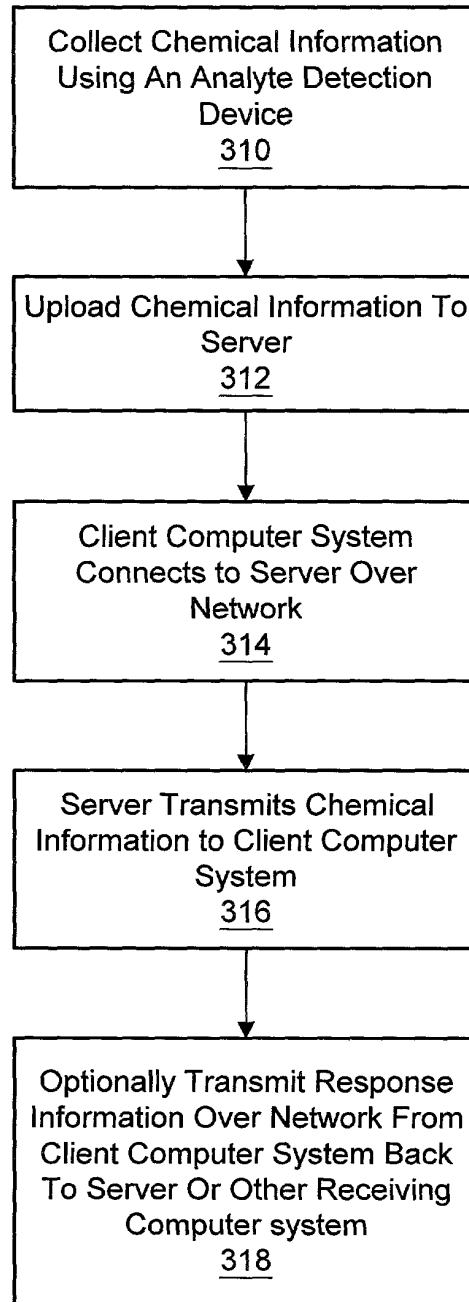 Collect Chemical Information
Using An Analyte Detection
Device
310
Upload Chemical Information To
Server
312
Client Computer System
Connects to Server Over
Network
314
Server Transmits Chemical
Information to Client Computer
System
316
Optionally Transmit Response
Information Over Network From
Client Computer System Back
To Server Or Other Receiving
Computer system
318